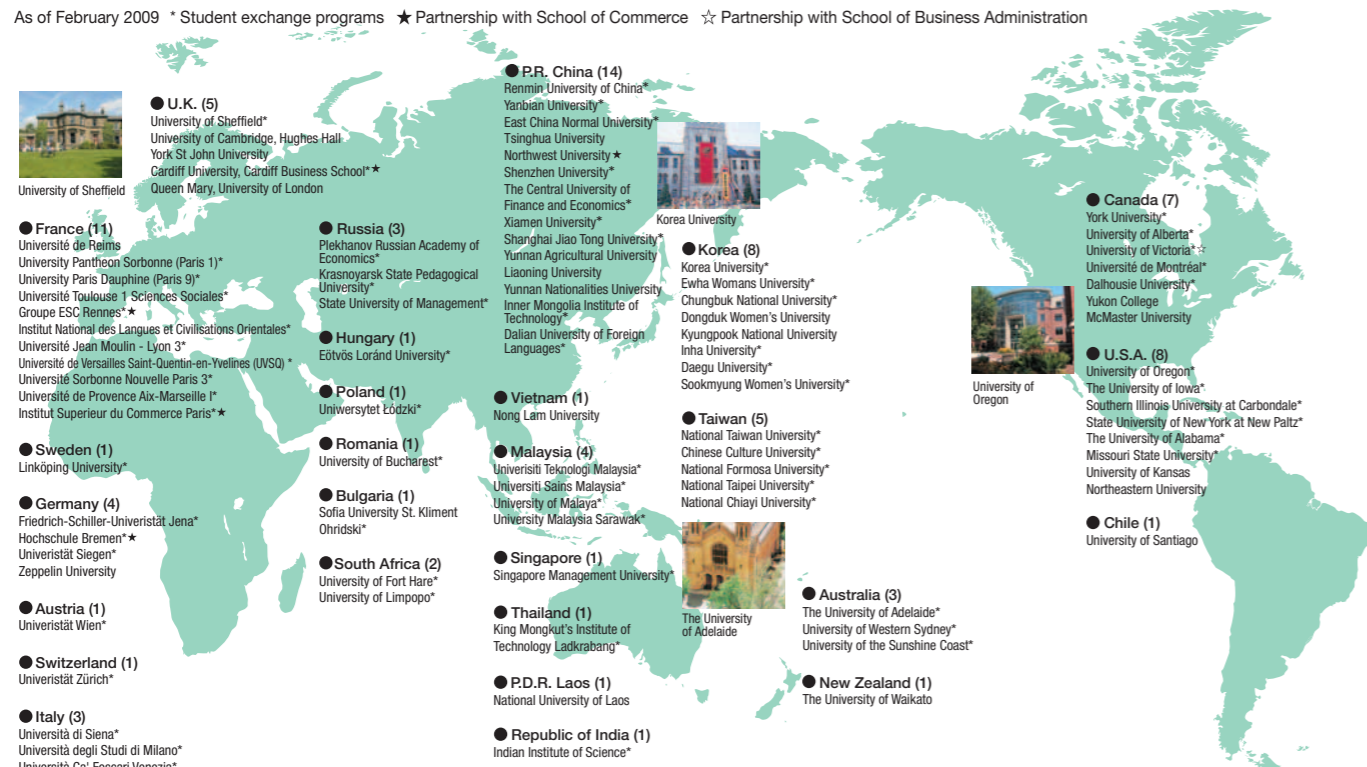 As of February 2009 * Student exchange programs ★ Partnership with School of Commerce ☆ Partnership with School of Business Administration
University of Sheffield
● U.K. (5)
University of Sheffield*
University of Cambridge, Hughes Hall
York St John University
Cardiff University, Cardiff Business School*★
Queen Mary, University of London
● France (11)
Université de Reims
University Pantheon Sorbonne (Paris 1)*
University Paris Dauphine (Paris 9)*
Université Toulouse 1 Sciences Sociales*
Groupe ESC Rennes*★
Institut National des Langues et Civilisations Orientales*
Université Jean Moulin - Lyon 3*
Université de Versailles Saint-Quentin-en-Yvelines (UVSQ) *
Université Sorbonne Nouvelle Paris 3*
Université de Provence Aix-Marseille I*
Institut Superieur du Commerce Paris*★
● Sweden (1)
Linköping University*
● Germany (4)
Friedrich-Schiller-Univeristät Jena*
Hochschule Bremen*★
Univeristät Siegen*
Zeppelin University
● Austria (1)
Univeristät Wien*
● Switzerland (1)
Univeristät Zürich*
● Italy (3)
Università di Siena*
Università degli Studi di Milano*
Università Ca' Foscari Venezia*
● Russia (3)
Plekhanov Russian Academy of
Economics*
Krasnoyarsk State Pedagogical
University*
State University of Management*
● Hungary (1)
Eötvös Loránd University*
● Poland (1)
Uniwersytet Łódzki*
● Romania (1)
University of Bucharest*
● Bulgaria (1)
Sofia University St. Kliment
Ohridski*
● South Africa (2)
University of Fort Hare*
University of Limpopo*
● P.R. China (14)
Renmin University of China*
Yanbian University*
East China Normal University*
Tsinghua University
Northwest University★
Shenzhen University*
The Central University of
Finance and Economics*
Xiamen University*
Shanghai Jiao Tong University*
Yunnan Agricultural University
Liaoning University
Yunnan Nationalities University
Inner Mongolia Institute of
Technology*
Dalian University of Foreign
Languages*
● Vietnam (1)
Nong Lam University
● Malaysia (4)
Univerisiti Teknologi Malaysia*
Universiti Sains Malaysia*
University of Malaya*
University Malaysia Sarawak*
● Singapore (1)
Singapore Management University*
● Thailand (1)
King Mongkut's Institute of
Technology Ladkrabang*
● P.D.R. Laos (1)
National University of Laos
● Republic of India (1)
Indian Institute of Science*
Korea University
● Korea (8)
Korea University*
Ewha Womans University*
Chungbuk National University*
Dongduk Women's University
Kyungpook National University
Inha University*
Daegu University*
Sookmyung Women's University*
● Taiwan (5)
National Taiwan University*
Chinese Culture University*
National Formosa University*
National Taipei University*
National Chiayi University*
The University
of Adelaide
● Australia (3)
The University of Adelaide*
University of Western Sydney*
University of the Sunshine Coast*
● New Zealand (1)
The University of Waikato
University of
Oregon
● Canada (7)
York University*
University of Alberta*
University of Victoria*☆
Université de Montréal*
Dalhousie University*
Yukon College
McMaster University
● U.S.A. (8)
University of Oregon*
The University of Iowa*
Southern Illinois University at Carbondale*
State University of New York at New Paltz*
The University of Alabama*
Missouri State University*
University of Kansas
Northeastern University
● Chile (1)
University of Santiago